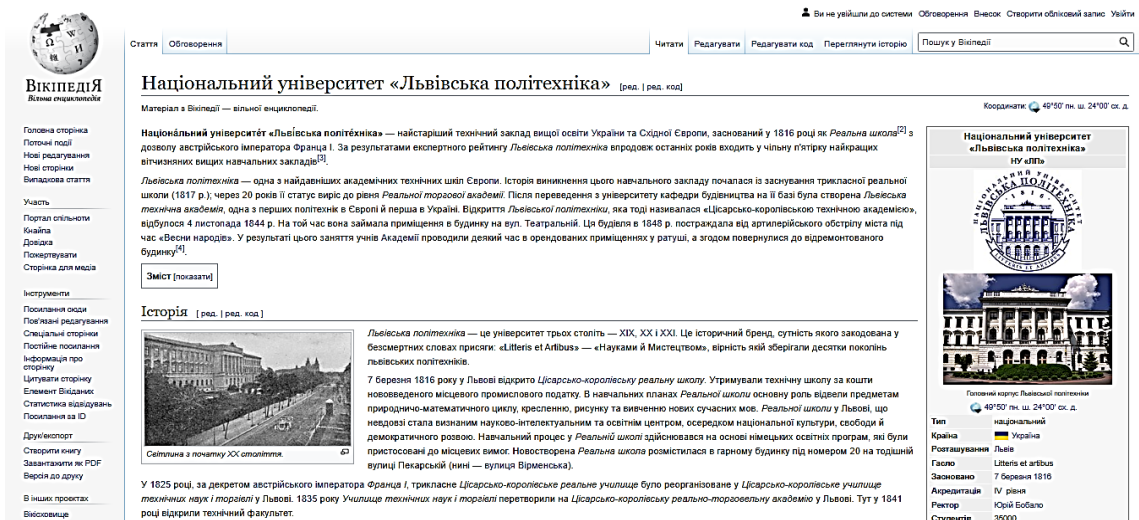 Ви не увійшли до системи Обговорення Внесок Створити обліковий запис Увійти
Стаття Обговорення Читати Редагувати Редагувати код Переглянути історію Пошук у Вікіпедії
ВікіпедіЯ
Вільна енциклопедія
Головна сторінка
Поточні події
Нові редагування
Нові сторінки
Випадкова стаття
Участь
Портал спільноти
Кнайпа
Довідка
Пожертвувати
Сторінка для медіа
Інструменти
Посилання сюди
Пов'язані редагування
Спеціальні сторінки
Постійне посилання
Інформація про
сторінку
Цитувати сторінку
Елемент Вікіданих
Статистика відвідувань
Посилання за ID
Друк/експорт
Створити книгу
Завантажити як PDF
Версія до друку
В інших проектах
Вікісховище
Національний університет «Львівська політехніка» [ред. | ред. код]
Матеріал з Вікіпедії — вільної енциклопедії.
Координати: 49°50' пн. ш. 24°00' сх. д.
Націона́льний університе́т «Льві́вська політе́хніка» — найстаріший технічний заклад вищої освіти України та Східної Європи, заснований у 1816 році як Реальна школа[2] з
дозволу австрійського імператора Франца I. За результатами експертного рейтингу Львівська політехніка впродовж останніх років входить у чільну п'ятірку найкращих
вітчизняних вищих навчальних закладів[3].
Львівська політехніка — одна з найдавніших академічних технічних шкіл Європи. Історія виникнення цього навчального закладу почалася із заснування трикласної реальної
школи (1817 р.); через 20 років її статус виріс до рівня Реальної торгової академії. Після переведення з університету кафедри будівництва на її базі була створена Львівська
технічна академія, одна з перших політехнік в Європі й перша в Україні. Відкриття Львівської політехніки, яка тоді називалася «Цісарсько-королівською технічною академією»,
відбулося 4 листопада 1844 р. На той час вона займала приміщення в будинку на вул. Театральній. Ця будівля в 1848 р. постраждала від артилерійського обстрілу міста під
час «Весни народів». У результаті цього заняття учнів Академії проводили деякий час в орендованих приміщеннях у ратуші, а згодом повернулися до відремонтованого
будинку[4].
Зміст [показати]
Історія [ред. | ред. код ]
Світлина з початку XX століття.
Львівська політехніка — це університет трьох століть — XIX, XX і XXI. Це історичний бренд, сутність якого закодована у
безсмертних словах присяги: «Litteris et Artibus» — «Науками й Мистецтвом», вірність якій зберігали десятки поколінь
львівських політехніків.
7 березня 1816 року у Львові відкрито Цісарсько-королівську реальну школу. Утримували технічну школу за кошти
нововведеного місцевого промислового податку. В навчальних планах Реальної школи основну роль відвели предметам
природничо-математичного циклу, кресленню, рисунку та вивченню нових сучасних мов. Реальної школи у Львові, що
невдовзі стала визнаним науково-інтелектуальним та освітнім центром, осередком національної культури, свободи й
демократичного розвою. Навчальний процес у Реальній школі здійснювався на основі німецьких освітніх програм, які були
пристосовані до місцевих вимог. Новостворена Реальна школа розмістилася в гарному будинку під номером 20 на тодішній
вулиці Пекарській (нині — вулиця Вірменська).
У 1825 році, за декретом австрійського імператора Франца I, трикласне Цісарсько-королівське реальне училище було реорганізоване у Цісарсько-королівське училище
технічних наук і торгівлі у Львові. 1835 року Училище технічних наук і торгівлі перетворили на Цісарсько-королівську реально-торговельну академію у Львові. Тут у 1841
році відкрили технічний факультет.
Національний університет
«Львівська політехніка»
НУ «ЛП»
НАЦІОНАЛЬНИЙ УНІВЕРСИТЕТ
ЛЬВІВСЬКА ПОЛІТЕХНІКА
1816
LITTERIS ET ARTIBUS
Головний корпус Львівської політехніки
49°50' пн. ш. 24°00' сх. д.
Тип національний
Країна Україна
Розташування Львів
Гасло Litteris et artibus
Засновано 7 березня 1816
Акредитація IV рівня
Ректор Юрій Бобало
Студентів 35000